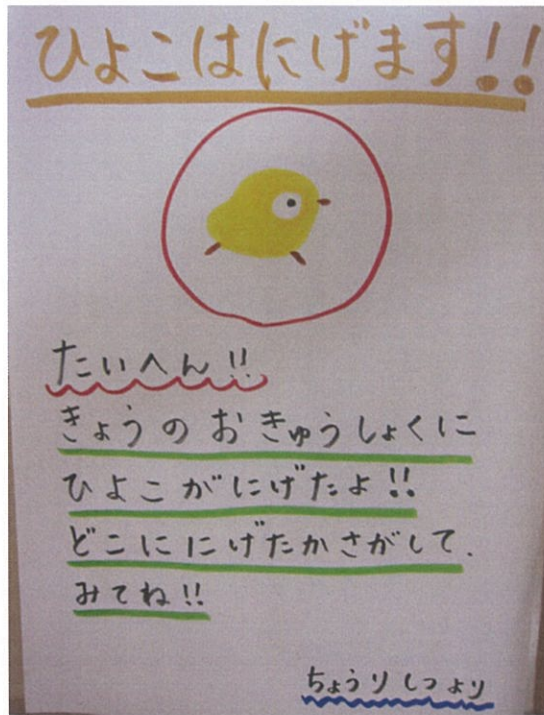 ひよこはにげます!!
たいへん!!
きょうのおきゅうしょくに
ひよこがにげたよ!!
どこににげたかさがして、
みてね!!
ちょうりしつより